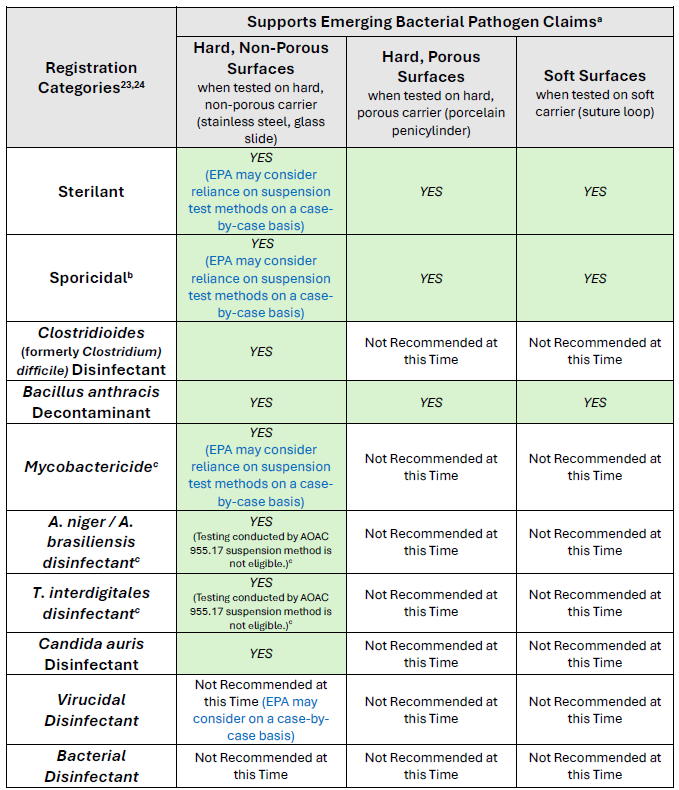 Registration
Categories23,24
Supports Emerging Bacterial Pathogen Claimsa
Hard, Non-Porous
Surfaces
when tested on hard,
non-porous carrier
(stainless steel, glass
slide)
Hard, Porous
Surfaces
when tested on hard,
porous carrier (porcelain
penicylinder)
Soft Surfaces
when tested on soft
carrier (suture loop)
Sterilant
YES
(EPA may consider
reliance on suspension
test methods on a case-
by-case basis)
YES
YES
Sporicidalb
YES
(EPA may consider
reliance on suspension
test methods on a case-
by-case basis)
YES
YES
Clostridioides
(formerly Clostridium)
difficile) Disinfectant
YES
Not Recommended at
this Time
Not Recommended at
this Time
Bacillus anthracis
Decontaminant
YES
YES
YES
Mycobactericidec
YES
(EPA may consider
reliance on suspension
test methods on a case-
by-case basis)
Not Recommended at
this Time
Not Recommended at
this Time
A. niger / A.
brasiliensis
disinfectantc
YES
(Testing conducted by AOAC
955.17 suspension method is
not eligible.)c
Not Recommended at
this Time
Not Recommended at
this Time
T. interdigitales
disinfectantc
YES
(Testing conducted by AOAC
955.17 suspension method is
not eligible.)c
Not Recommended at
this Time
Not Recommended at
this Time
Candida auris
Disinfectant
YES
Not Recommended at
this Time
Not Recommended at
this Time
Virucidal
Disinfectant
Not Recommended at
this Time (EPA may
consider on a case-by-
case basis)
Not Recommended at
this Time
Not Recommended at
this Time
Bacterial
Disinfectant
Not Recommended at
this Time
Not Recommended at
this Time
Not Recommended at
this Time